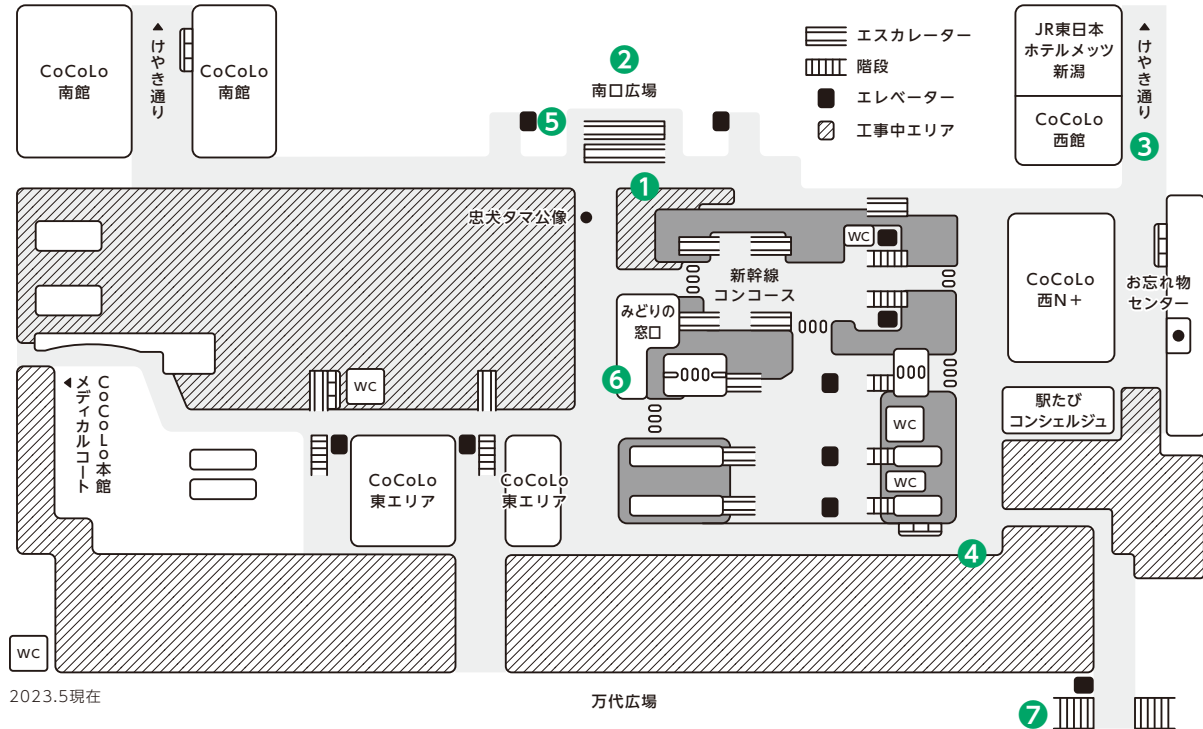 CoCoLo
南館
▲けやき通り
CoCoLo
南館
2
南口広場
5
エスカレーター
階段
エレベーター
工事中エリア
JR東日本
ホテルメッツ
新潟
CoCoLo
西館
▲けやき通り
3
1
忠犬タマ公像
WC
新幹線
コンコース
みどりの
窓口
6
CoCoLo
西N+
お忘れ物
センター
駅たび
コンシェルジュ
WC
WC
WC
CoCoLo本館
▲メディカルコート
CoCoLo
東エリア
CoCoLo
東エリア
4
WC
2023.5現在
万代広場
7